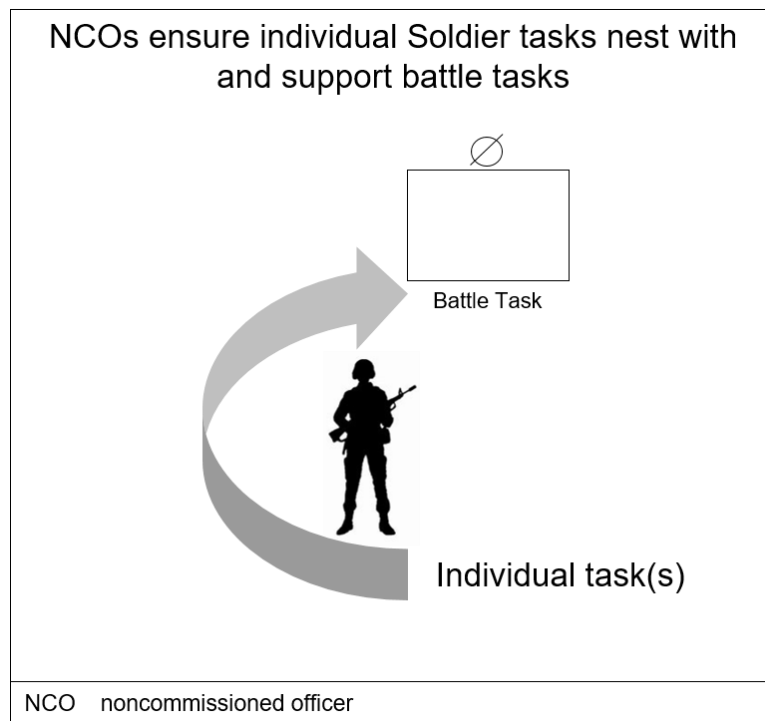 NCOs ensure individual Soldier tasks nest with
and support battle tasks
Battle Task
Individual task(s)
NCO noncommissioned officer